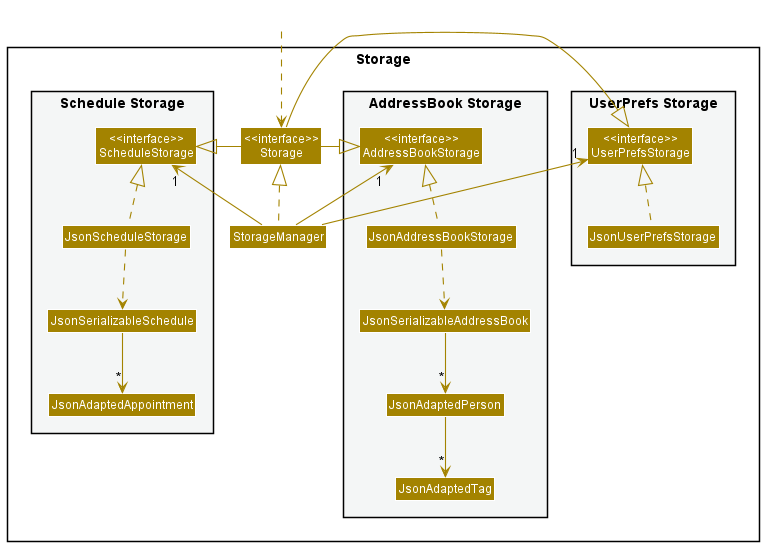 Storage
Schedule Storage
AddressBook Storage
UserPrefs Storage
<<interface>>
ScheduleStorage
<<interface>>
Storage
<<interface>>
AddressBookStorage
<<interface>>
UserPrefsStorage
1
1
1
JsonScheduleStorage
StorageManager
JsonAddressBookStorage
JsonUserPrefsStorage
JsonSerializableSchedule
JsonSerializableAddressBook
*
*
JsonAdaptedAppointment
JsonAdaptedPerson
*
JsonAdaptedTag